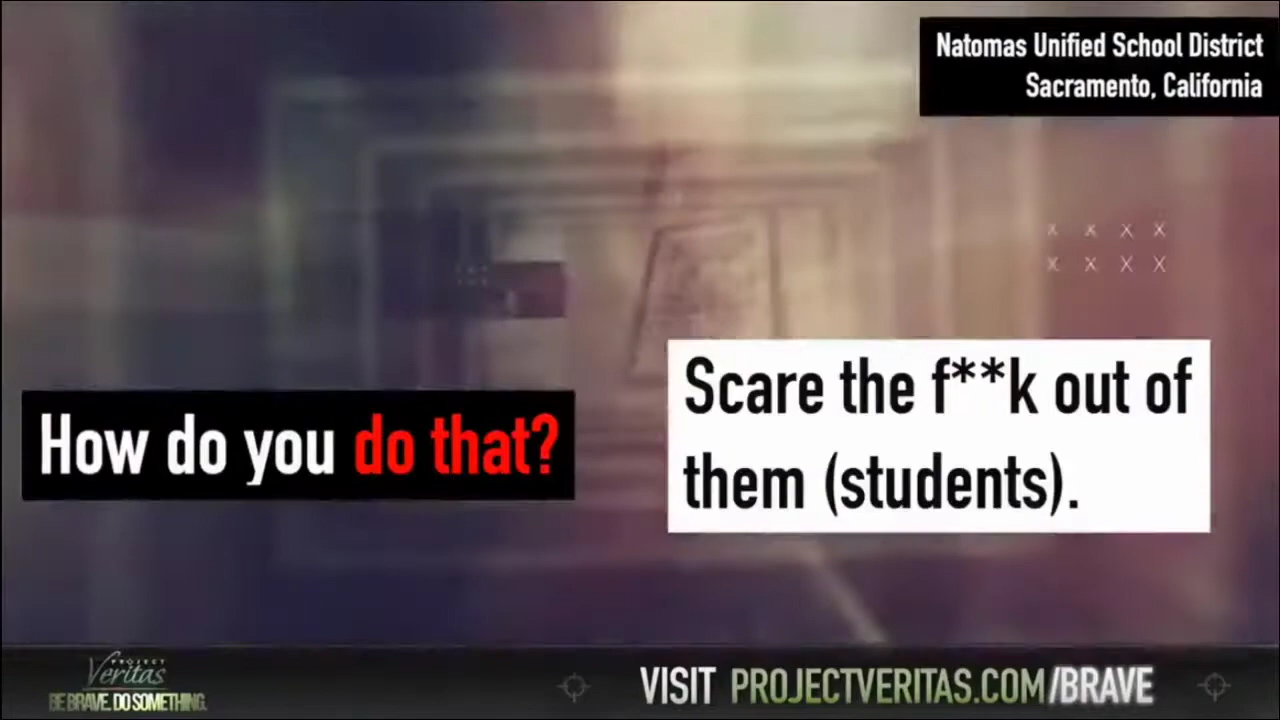 Natomas Unified School District
Sacramento, California
How do you do that?
Scare the f**k out of
them (students).
PROJECT
Veritas
BE BRAVE. DO SOMETHING.
VISIT PROJECTVERITAS.COM/BRAVE